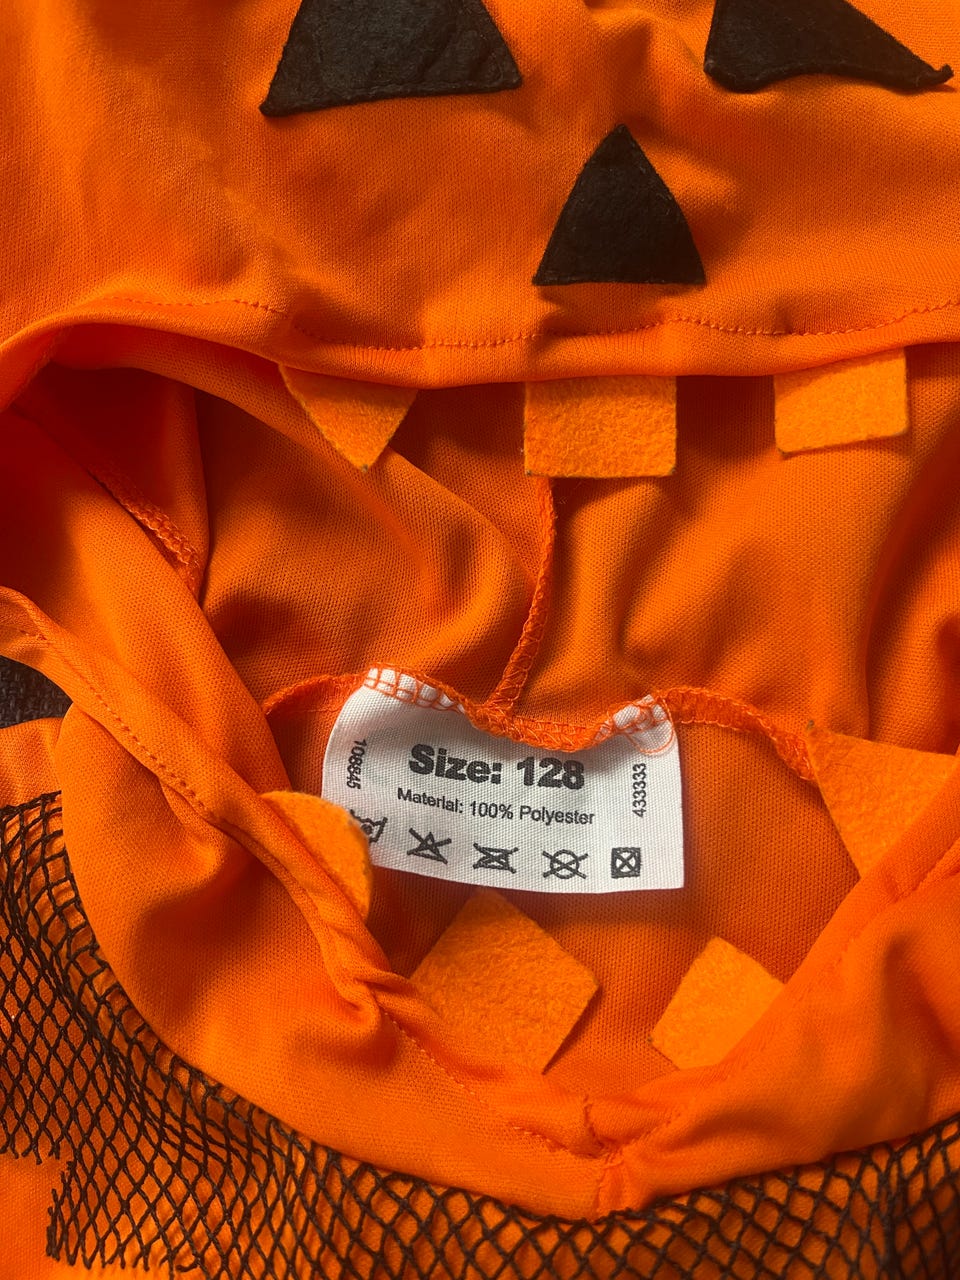 106845
Size: 128
Material: 100% Polyester
433333